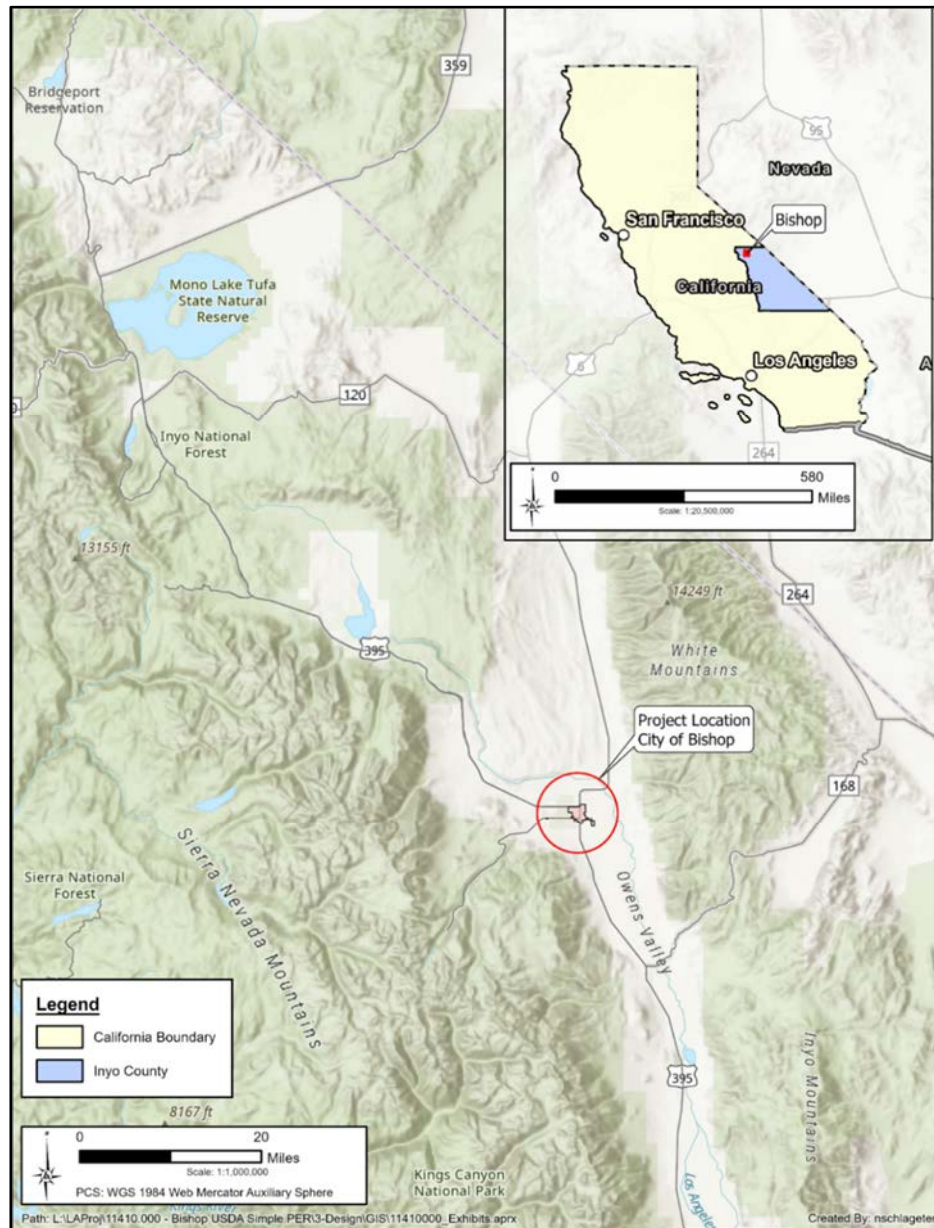 359
Bridgeport
Reservation
Mono Lake Tufa
State Natural
Reserve
120
Inyo National
Forest
13155 ft
395
14249 ft
264
White
Mountains
Project Location
City of Bishop
168
Sierra Nevada Mountains
Sierra National
Forest
Owens Valley
395
Inyo Mountains
8167 ft
Kings Canyon
National Park
Los Angeles
95
Nevada
San Francisco
Bishop
California
6
Los Angeles
A
264
0 580
Miles
Scale: 1:20,500,000
Legend
California Boundary
Inyo County
0 20
Miles
Scale: 1:1,000,000
PCS: WGS 1984 Web Mercator Auxiliary Sphere
Path: L:\LAProj\11410.000 - Bishop USDA Simple PER\3-Design\GIS\11410000_Exhibits.aprx
Created By: nschlageter